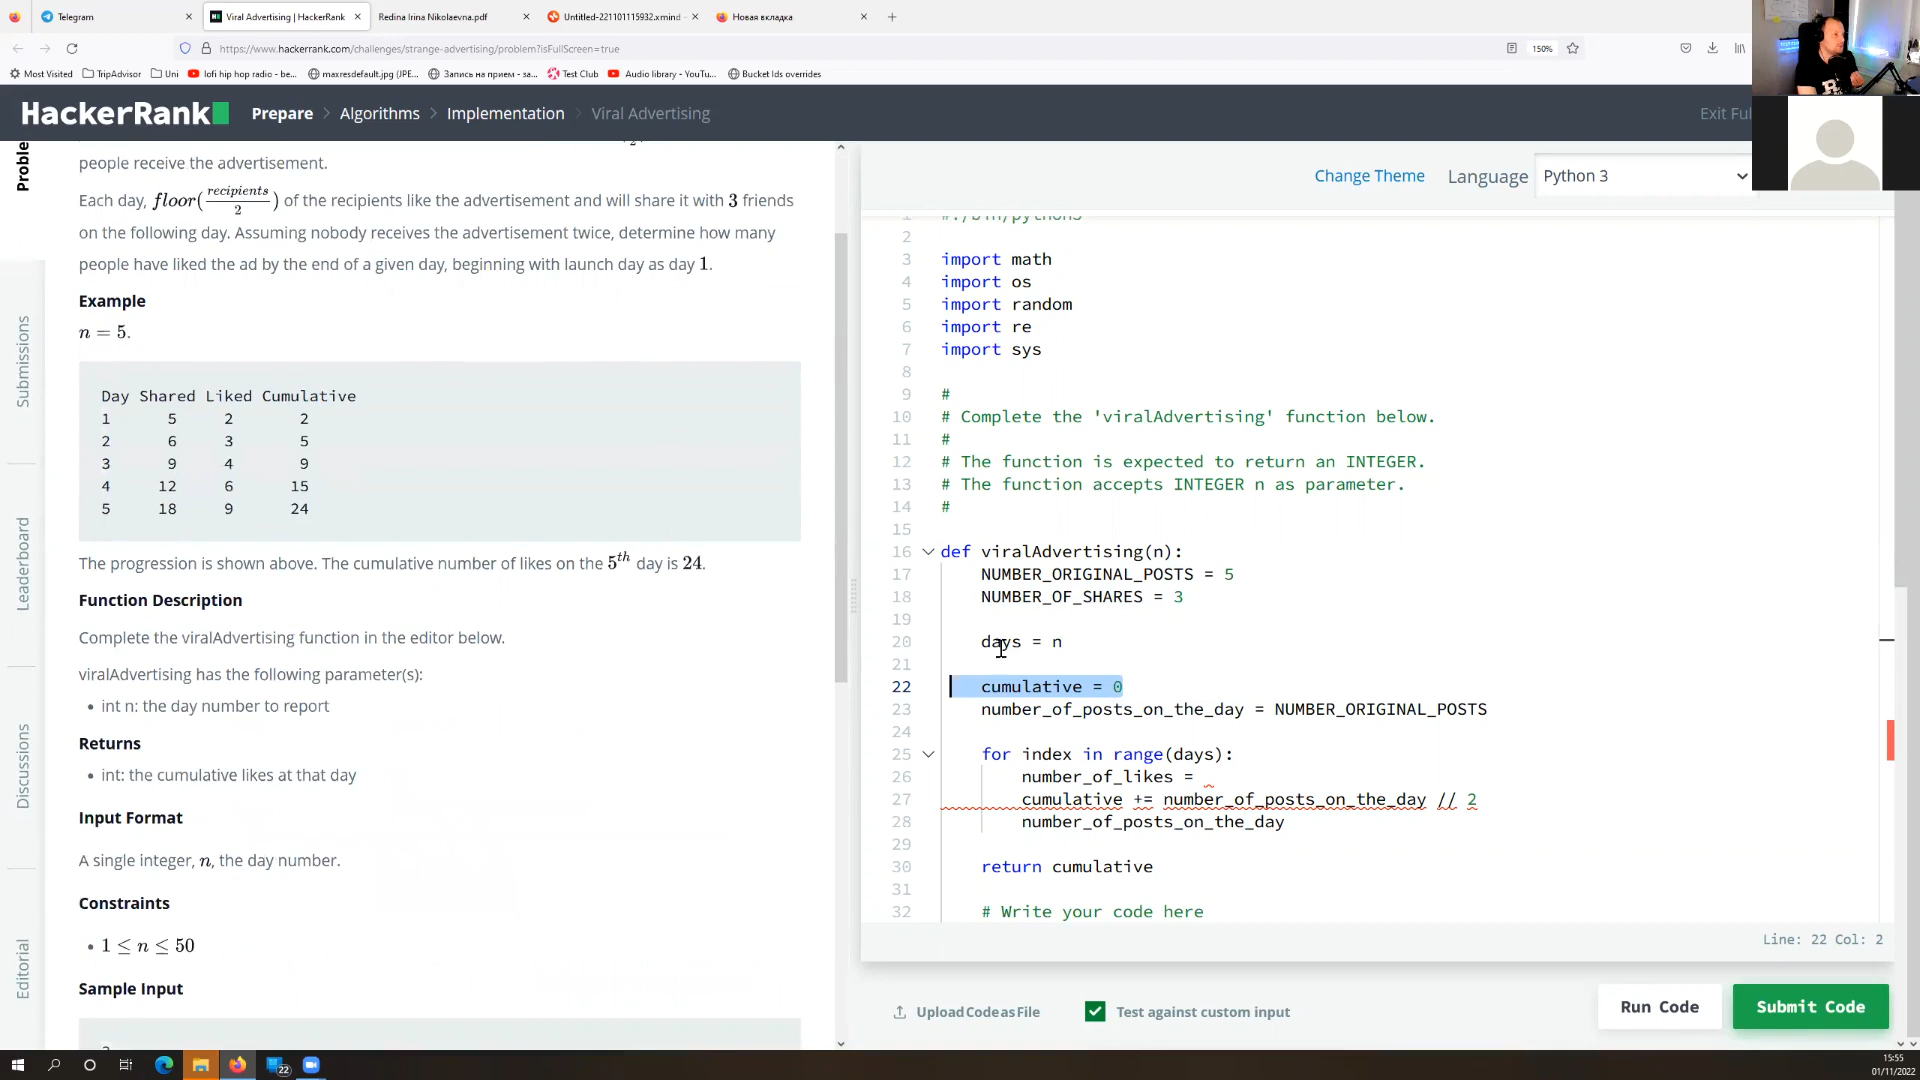 Telegram
Viral Advertising | HackerRank
Redina Irina Nikolaevna.pdf
Untitled-221101115932.xmind -
Новая вкладка
https://www.hackerrank.com/challenges/strange-advertising/problem?isFullScreen=true
150%
Most Visited
TripAdvisor
Uni
lofi hip hop radio - be...
maxresdefault.jpg (JPE...
Запись на прием - за...
Test Club
Audio library - YouTu...
Bucket lds overrides
HackerRank
Prepare > Algorithms > Implementation > Viral Advertising
Exit Ful
Proble
Submissions
Leaderboard
Discussions
Editorial
people receive the advertisement.
Each day, floor(recipients/2) of the recipients like the advertisement and will share it with 3 friends
on the following day. Assuming nobody receives the advertisement twice, determine how many
people have liked the ad by the end of a given day, beginning with launch day as day 1.
Example
n = 5.
Day Shared Liked Cumulative
1 5 2 2
2 6 3 5
3 9 4 9
4 12 6 15
5 18 9 24
The progression is shown above. The cumulative number of likes on the 5th day is 24.
Function Description
Complete the viralAdvertising function in the editor below.
viralAdvertising has the following parameter(s):
• int n: the day number to report
Returns
• int: the cumulative likes at that day
Input Format
A single integer, n, the day number.
Constraints
• 1 ≤ n ≤ 50
Sample Input
Change Theme
Language
Python 3
1 #!/bin/python3
2
3 import math
4 import os
5 import random
6 import re
7 import sys
8
9 #
10 # Complete the 'viralAdvertising' function below.
11 #
12 # The function is expected to return an INTEGER.
13 # The function accepts INTEGER n as parameter.
14 #
15
16 def viralAdvertising(n):
17 NUMBER_ORIGINAL_POSTS = 5
18 NUMBER_OF_SHARES = 3
19
20 days = n
21
22 cumulative = 0
23 number_of_posts_on_the_day = NUMBER_ORIGINAL_POSTS
24
25 for index in range(days):
26 number_of_likes =
27 cumulative += number_of_posts_on_the_day // 2
28 number_of_posts_on_the_day
29
30 return cumulative
31
32 # Write your code here
Line: 22 Col: 2
Upload Code as File
Test against custom input
Run Code
Submit Code
22
15:55
01/11/2022